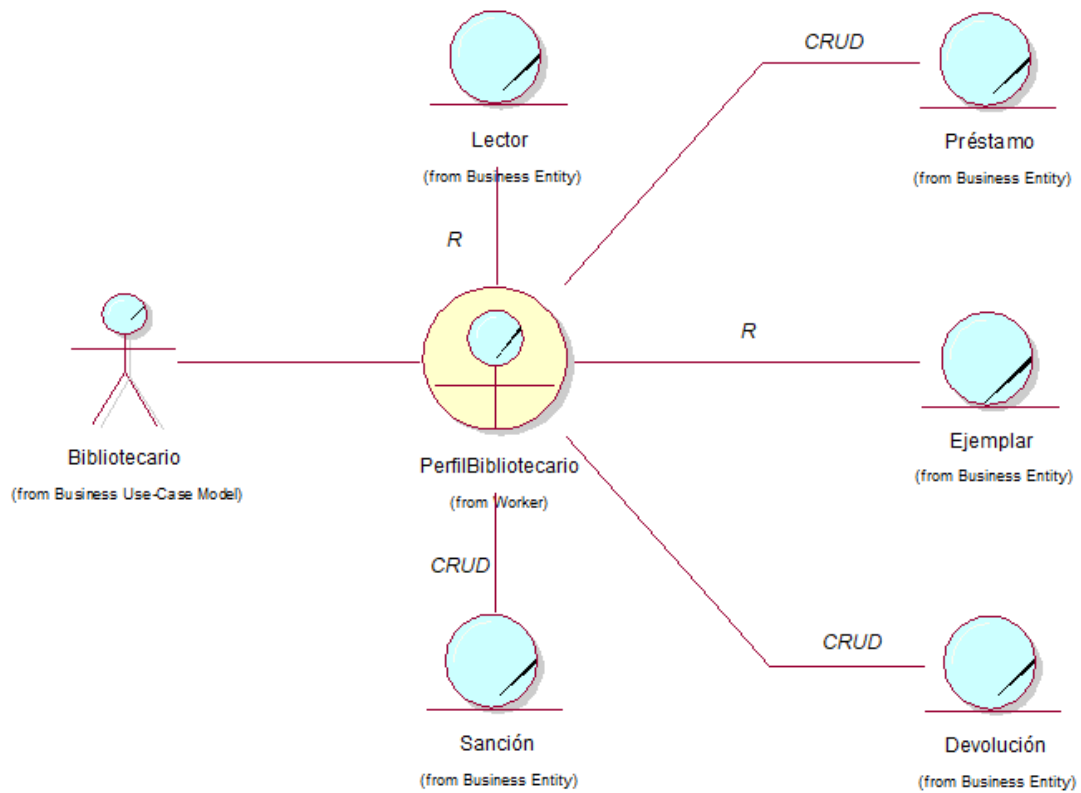 CRUD
Lector
(from Business Entity)
Préstamo
(from Business Entity)
R
R
Bibliotecario
(from Business Use-Case Model)
PerfilBibliotecario
(from Worker)
Ejemplar
(from Business Entity)
CRUD
CRUD
Sanción
(from Business Entity)
Devolución
(from Business Entity)